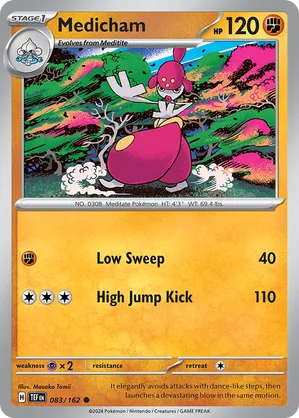 STAGE 1
Medicham
HP 120
Evolves from Meditite
NO. 0308 Meditate Pokémon HT: 4'3" WT: 69.4 lbs.
Low Sweep 40
High Jump Kick 110
weakness ×2 resistance retreat
Illus. Masako Tomii
H TEF EN 083/162
It elegantly avoids attacks with dance-like steps, then
launches a devastating blow in the same motion.
©2024 Pokémon / Nintendo / Creatures / GAME FREAK